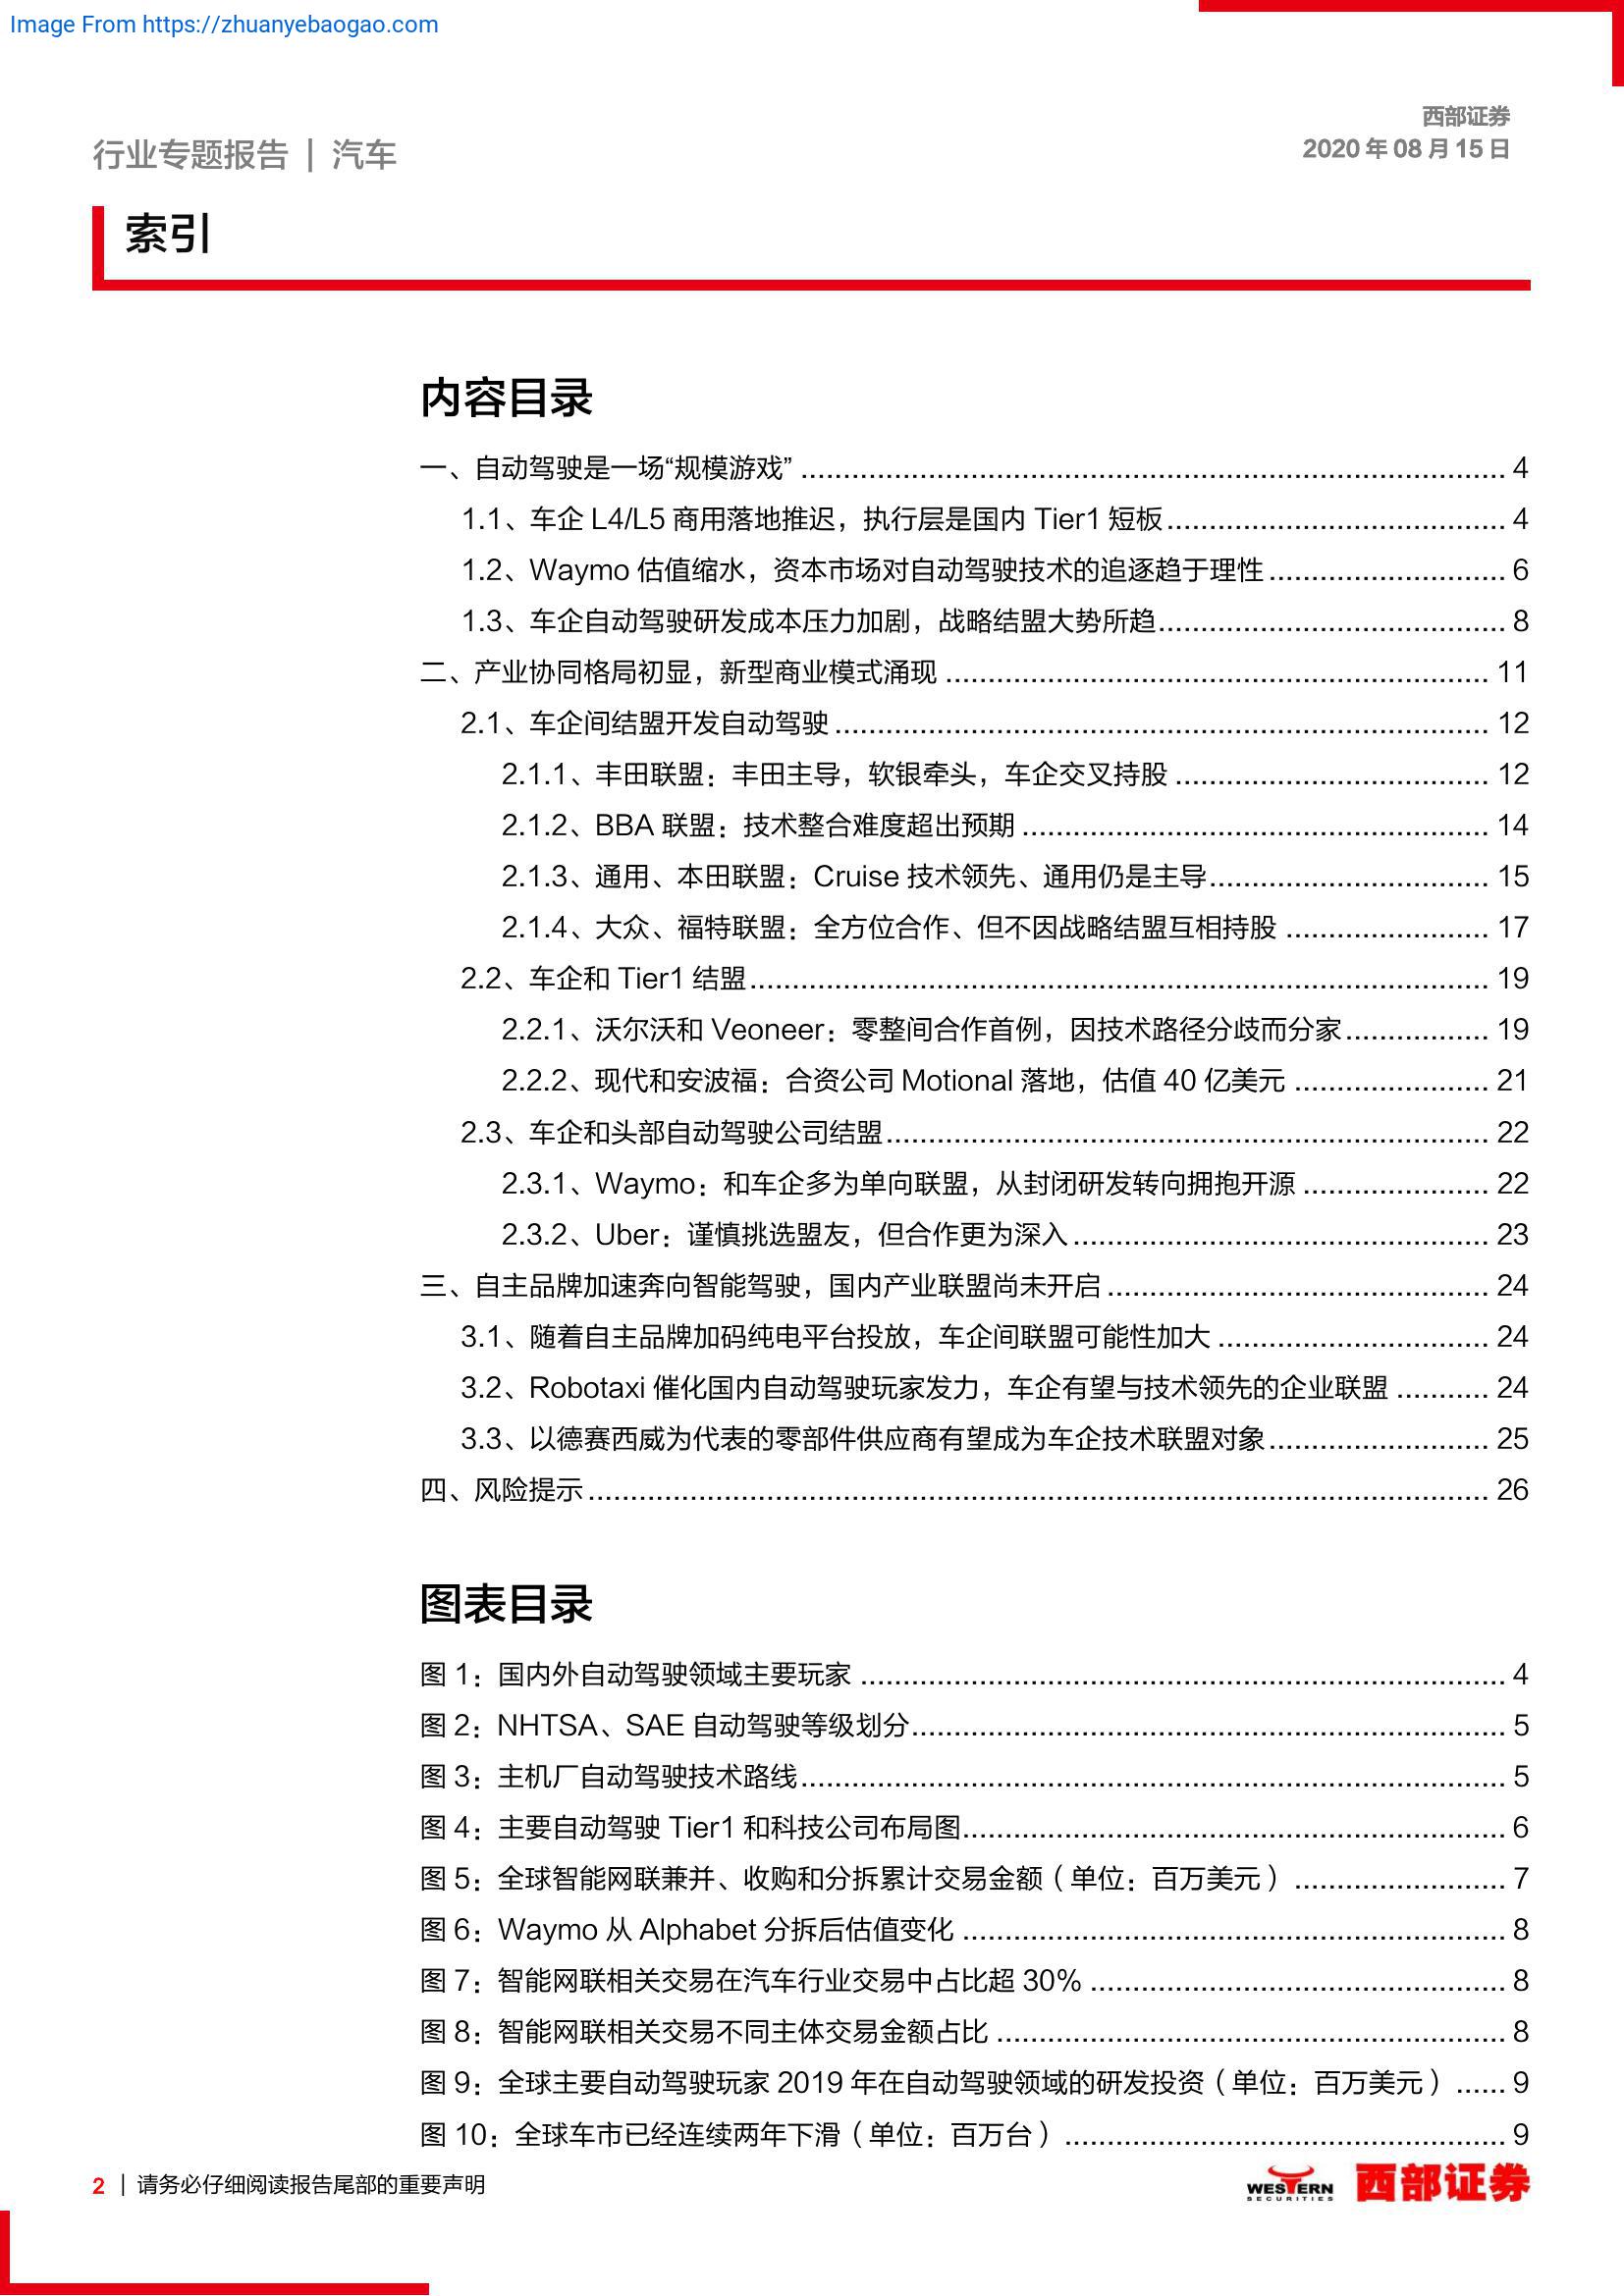 Image From https://zhuanyebaogao.com
西部证券
行业专题报告 | 汽车
2020 年 08 月 15 日
索引
内容目录
一、自动驾驶是一场“规模游戏” 4
1.1、车企 L4/L5 商用落地推迟，执行层是国内 Tier1 短板 4
1.2、Waymo 估值缩水，资本市场对自动驾驶技术的追逐趋于理性 6
1.3、车企自动驾驶研发成本压力加剧，战略结盟大势所趋 8
二、产业协同格局初显，新型商业模式涌现 11
2.1、车企间结盟开发自动驾驶 12
2.1.1、丰田联盟：丰田主导，软银牵头，车企交叉持股 12
2.1.2、BBA 联盟：技术整合难度超出预期 14
2.1.3、通用、本田联盟：Cruise 技术领先、通用仍是主导 15
2.1.4、大众、福特联盟：全方位合作、但不因战略结盟互相持股 17
2.2、车企和 Tier1 结盟 19
2.2.1、沃尔沃和 Veoneer：零整间合作首例，因技术路径分歧而分家 19
2.2.2、现代和安波福：合资公司 Motional 落地，估值 40 亿美元 21
2.3、车企和头部自动驾驶公司结盟 22
2.3.1、Waymo：和车企多为单向联盟，从封闭研发转向拥抱开源 22
2.3.2、Uber：谨慎挑选盟友，但合作更为深入 23
三、自主品牌加速奔向智能驾驶，国内产业联盟尚未开启 24
3.1、随着自主品牌加码纯电平台投放，车企间联盟可能性加大 24
3.2、Robotaxi 催化国内自动驾驶玩家发力，车企有望与技术领先的企业联盟 24
3.3、以德赛西威为代表的零部件供应商有望成为车企技术联盟对象 25
四、风险提示 26
图表目录
图 1：国内外自动驾驶领域主要玩家 4
图 2：NHTSA、SAE 自动驾驶等级划分 5
图 3：主机厂自动驾驶技术路线 5
图 4：主要自动驾驶 Tier1 和科技公司布局图 6
图 5：全球智能网联兼并、收购和分拆累计交易金额（单位：百万美元） 7
图 6：Waymo 从 Alphabet 分拆后估值变化 8
图 7：智能网联相关交易在汽车行业交易中占比超 30% 8
图 8：智能网联相关交易不同主体交易金额占比 8
图 9：全球主要自动驾驶玩家 2019 年在自动驾驶领域的研发投资（单位：百万美元） 9
图 10：全球车市已经连续两年下滑（单位：百万台） 9
2 | 请务必仔细阅读报告尾部的重要声明
WESTERN
SECURITIES
西部证券